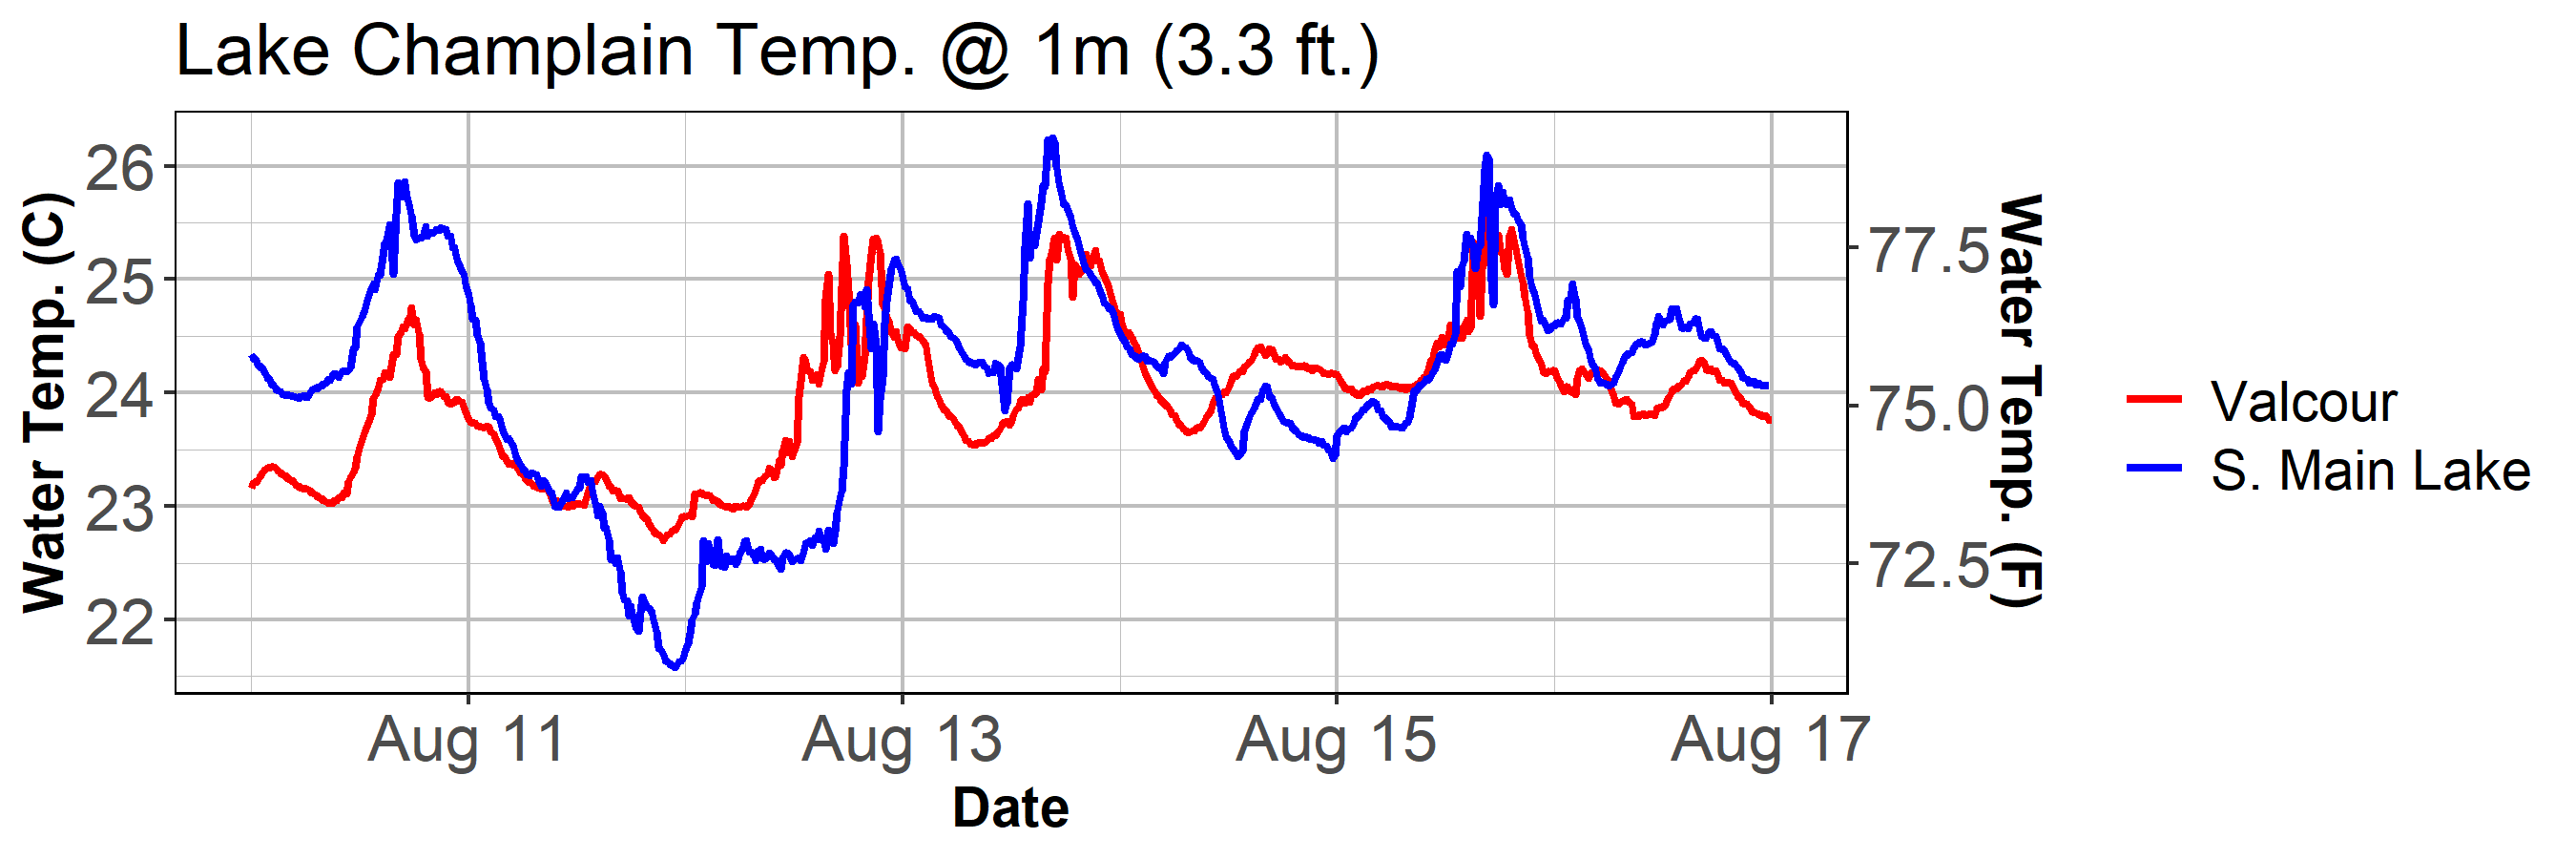 Lake Champlain Temp. @ 1m (3.3 ft.)
Water Temp. (C)
26
25
24
23
22
77.5
75.0
72.5
Water Temp. (F)
Valcour
S. Main Lake
Aug 11
Aug 13
Aug 15
Aug 17
Date